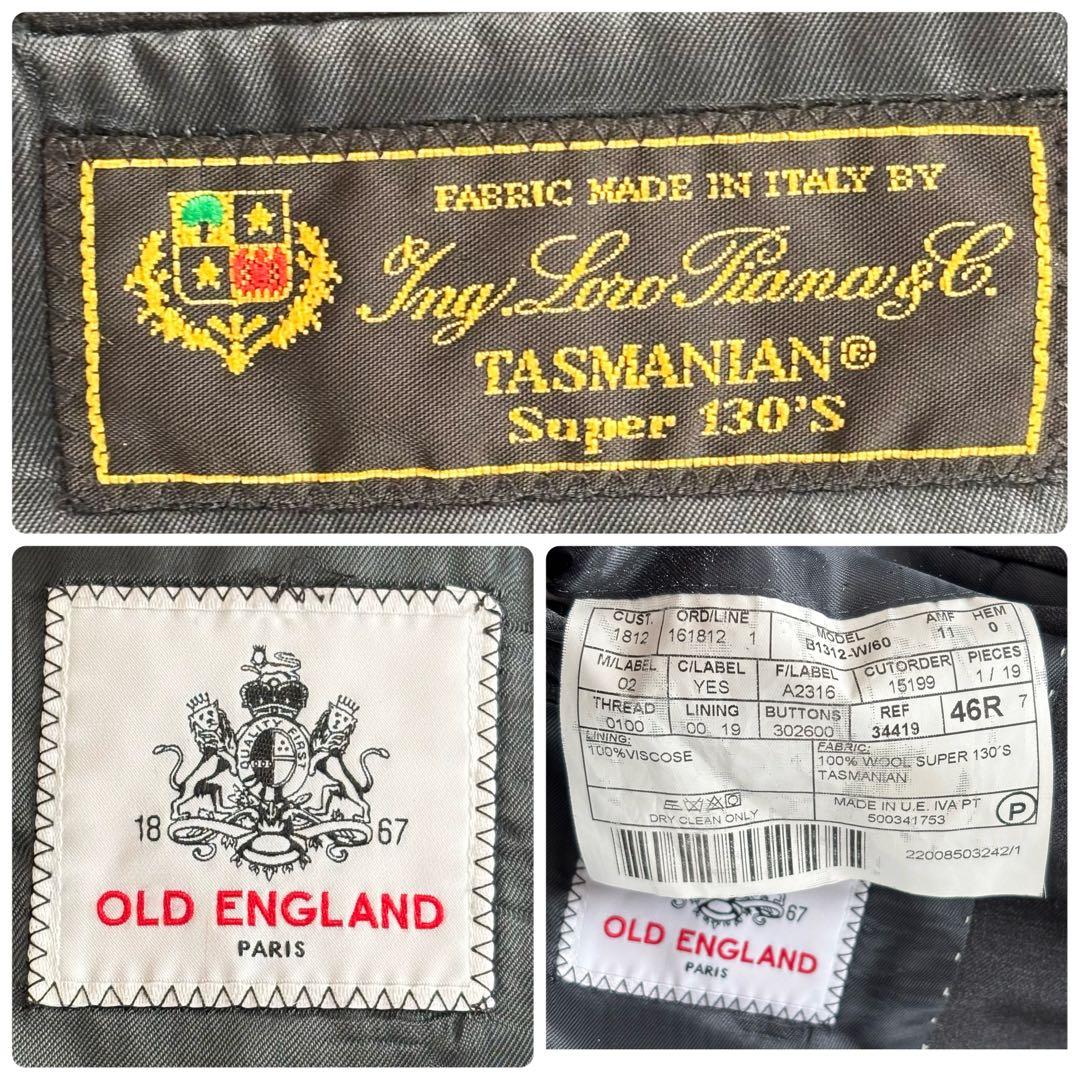 FABRIC MADE IN ITALY BY
Ing. Loro Piana & C.
TASMANIAN®
Super 130'S
QUALITY FIRST
18 67
OLD ENGLAND
PARIS
CUST. ORD/LINE MODEL AMF HEM
1812 161812 1 B1312-W/60 11 0
M/LABEL C/LABEL F/LABEL CUTORDER PIECES
02 YES A2316 15199 1 / 19
THREAD LINING BUTTONS REF 46R 7
0100 00 19 302600 34419
LINING: FABRIC:
100%VISCOSE 100% WOOL SUPER 130'S
TASMANIAN
DRY CLEAN ONLY
MADE IN U.E. IVA PT
500341753
P
22008503242/1
67
OLD ENGLAND
PARIS